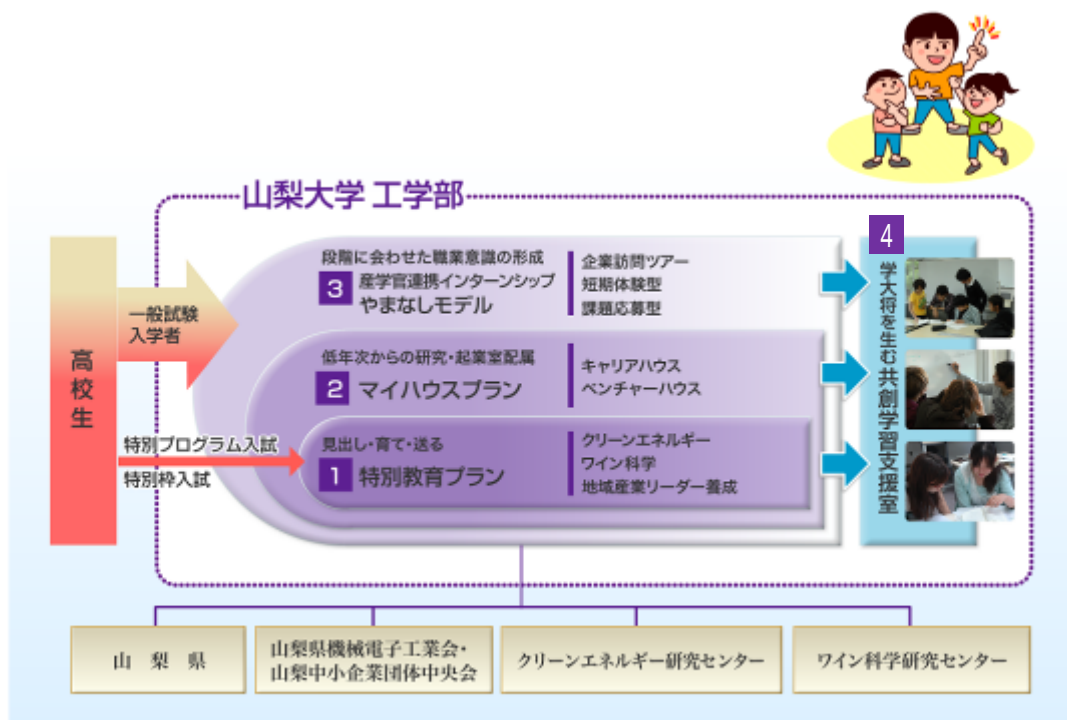 山梨大学 工学部
高校生
一般試験
入学者
特別プログラム入試
特別枠入試
段階に会わせた職業意識の形成
3 産学官連携インターンシップ
やまなしモデル
企業訪問ツアー
短期体験型
課題応募型
低年次からの研究・起業室配属
2 マイハウスプラン
キャリアハウス
ベンチャーハウス
見出し・育て・送る
1 特別教育プラン
クリーンエネルギー
ワイン科学
地域産業リーダー養成
4
学大将を生む共創学習支援室
山梨県
山梨県機械電子工業会・
山梨中小企業団体中央会
クリーンエネルギー研究センター
ワイン科学研究センター